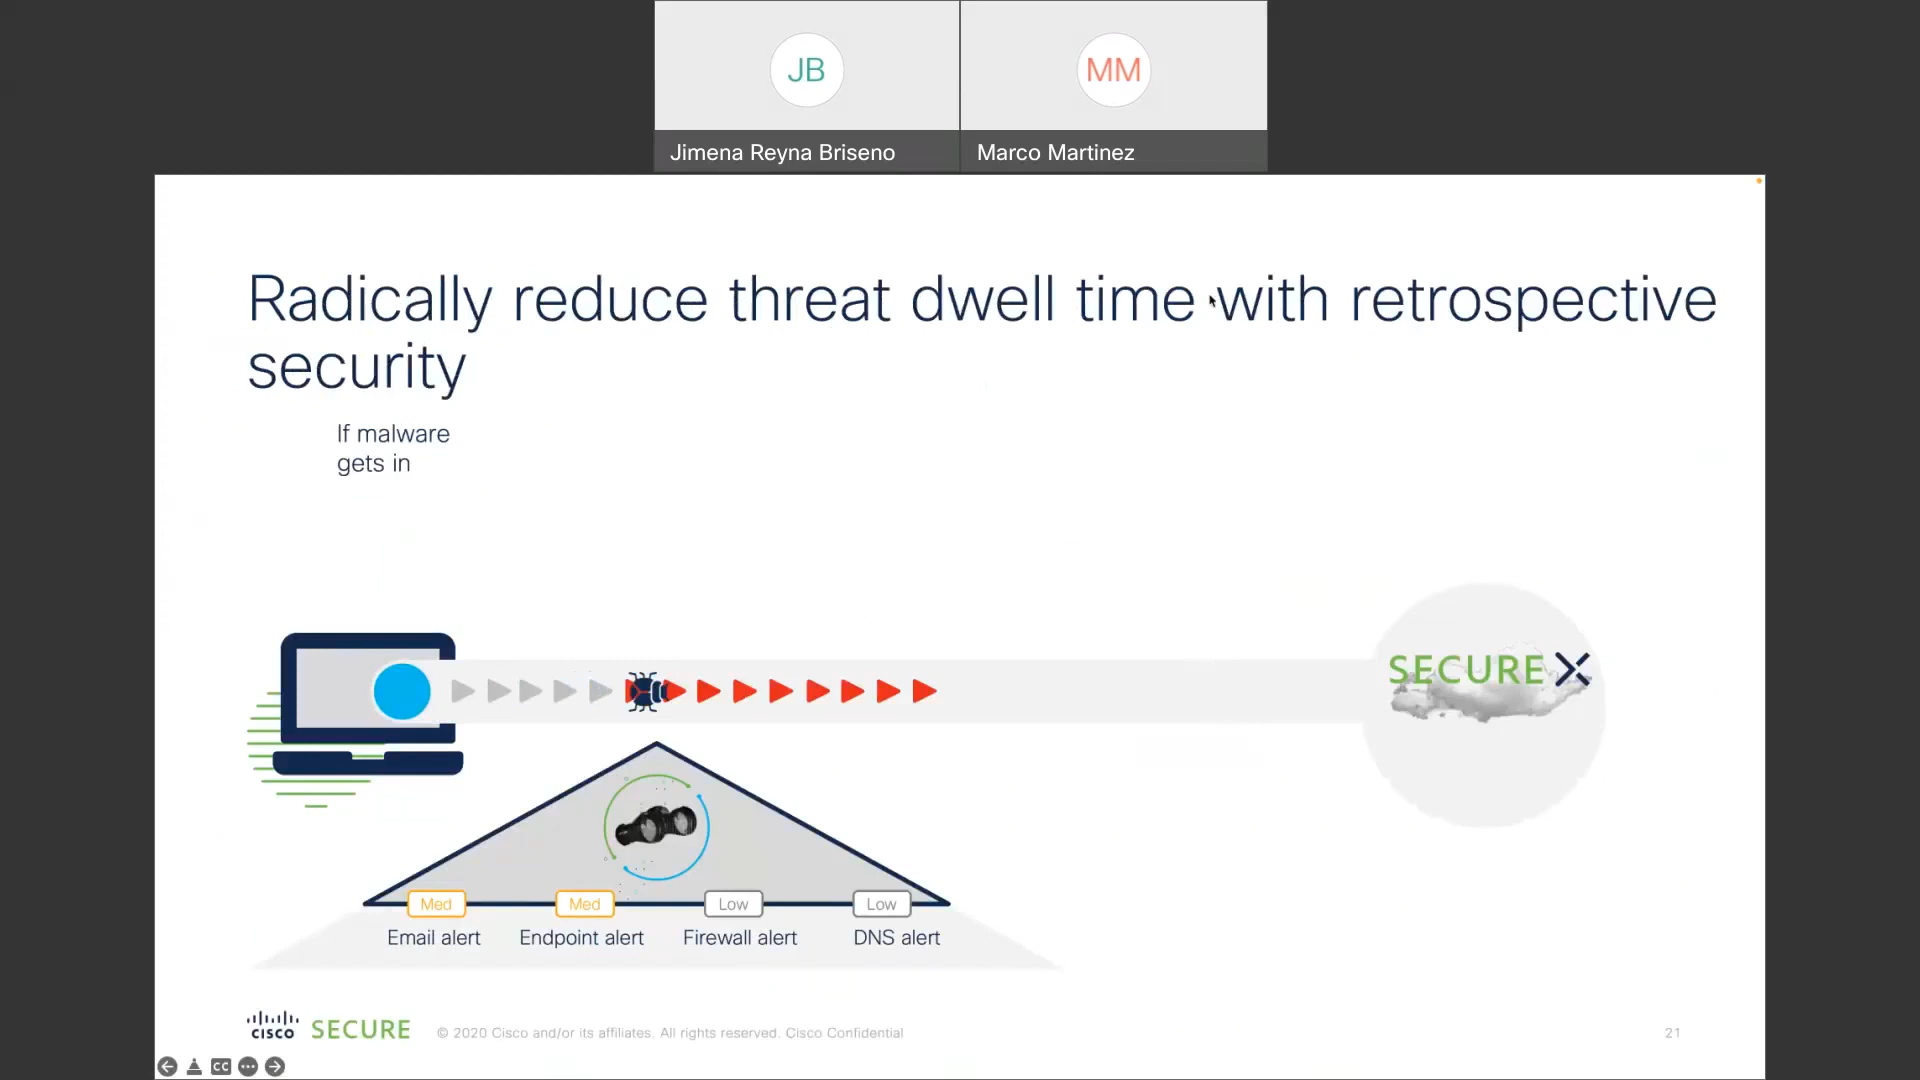 JB
MM
Jimena Reyna Briseno
Marco Martinez
Radically reduce threat dwell time with retrospective
security
If malware
gets in
SECURE X
Med
Med
Low
Low
Email alert
Endpoint alert
Firewall alert
DNS alert
cisco SECURE
© 2020 Cisco and/or its affiliates. All rights reserved. Cisco Confidential
21
CC